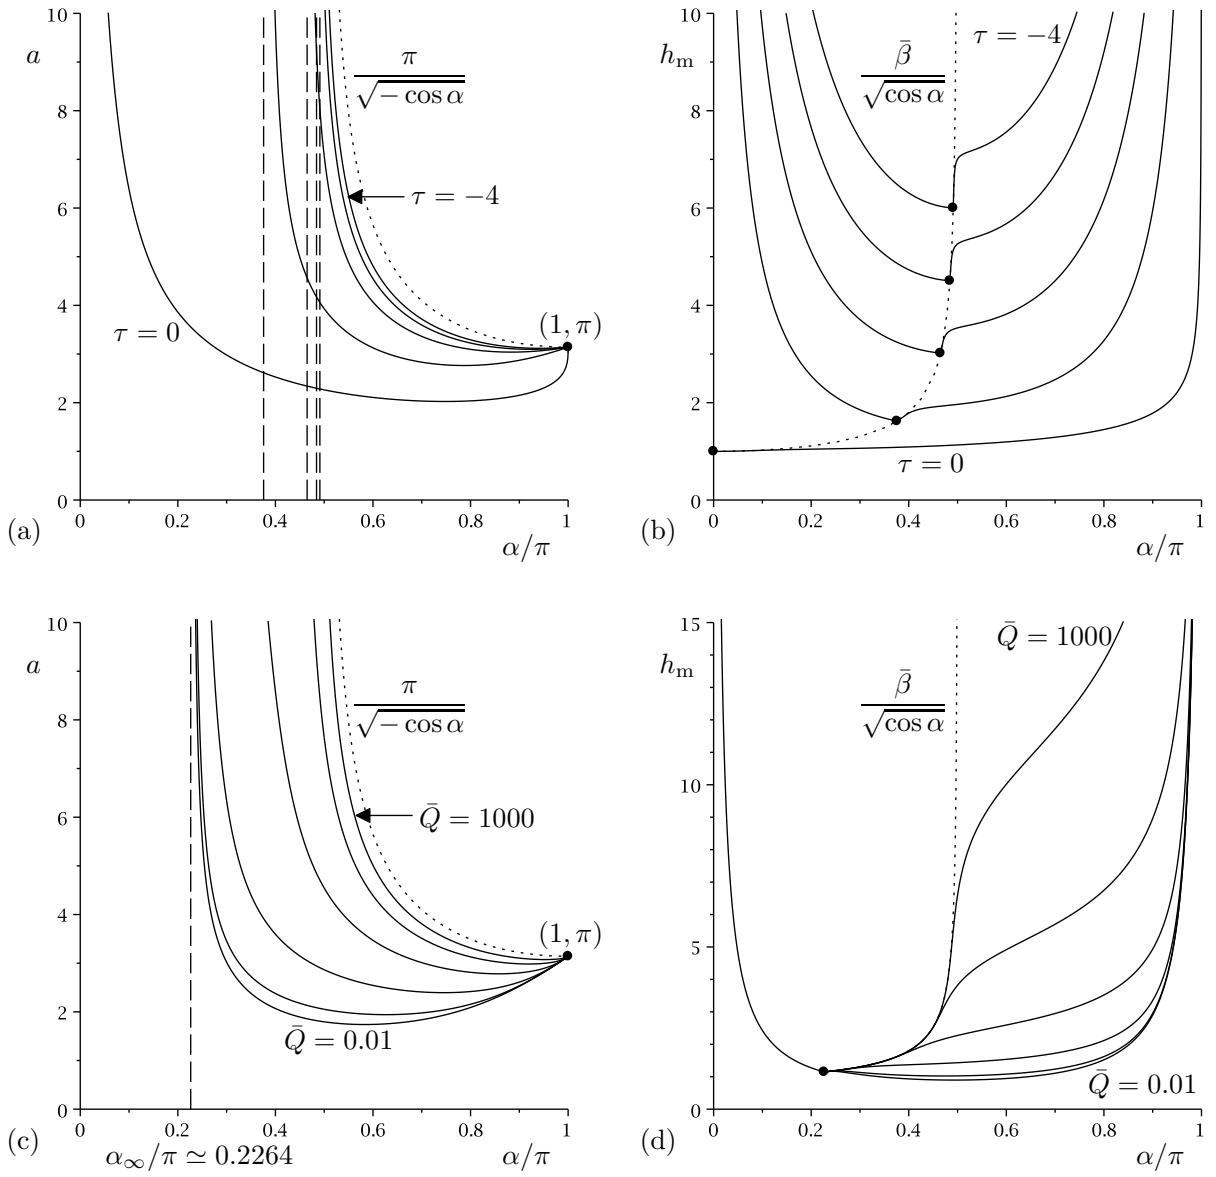 10
8
6
4
2
0
a
0
0.2
0.4
0.6
0.8
1
α/π
(a)
π
√− cos α
τ = −4
τ = 0
(1, π)
10
8
6
4
2
0
hm
0
0.2
0.4
0.6
0.8
1
α/π
(b)
β̄
√cos α
τ = −4
τ = 0
10
8
6
4
2
0
a
0
0.2
0.4
0.6
0.8
1
α/π
(c)
π
√− cos α
Q̄ = 1000
(1, π)
Q̄ = 0.01
α∞/π ≃ 0.2264
15
10
5
0
hm
0
0.2
0.4
0.6
0.8
1
α/π
(d)
Q̄ = 1000
β̄
√cos α
Q̄ = 0.01